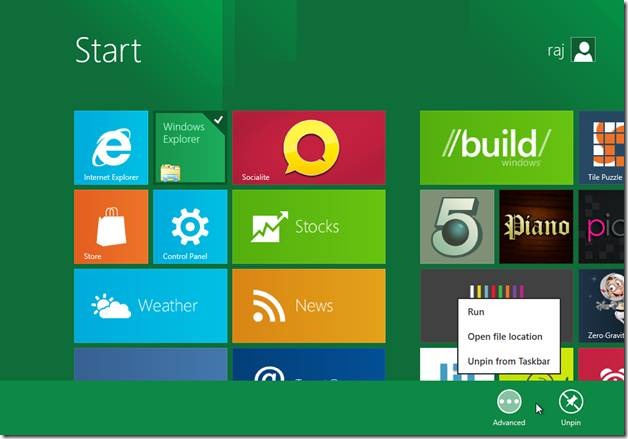 Start
raj
Internet Explorer
Windows
Explorer
Socialite
//build/
windows
Tile Puzzle
Store
Control Panel
Stocks
5
Piano
pic
Weather
News
Zero Gravit
Run
Open file location
Unpin from Taskbar
@
Advanced
Unpin